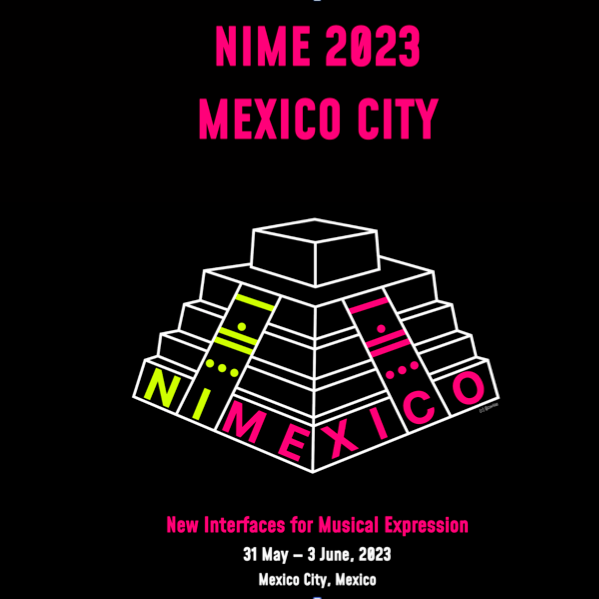 NIME 2023
MEXICO CITY
NIMEXICO
New Interfaces for Musical Expression
31 May – 3 June, 2023
Mexico City, Mexico